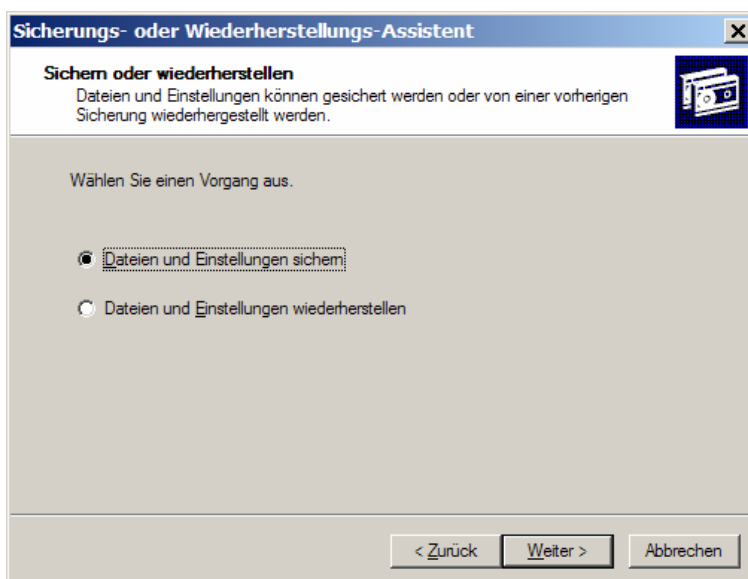 Sicherungs- oder Wiederherstellungs-Assistent
Sichern oder wiederherstellen
Dateien und Einstellungen können gesichert werden oder von einer vorherigen
Sicherung wiederhergestellt werden.
Wählen Sie einen Vorgang aus.
Dateien und Einstellungen sichern
Dateien und Einstellungen wiederherstellen
< Zurück
Weiter >
Abbrechen